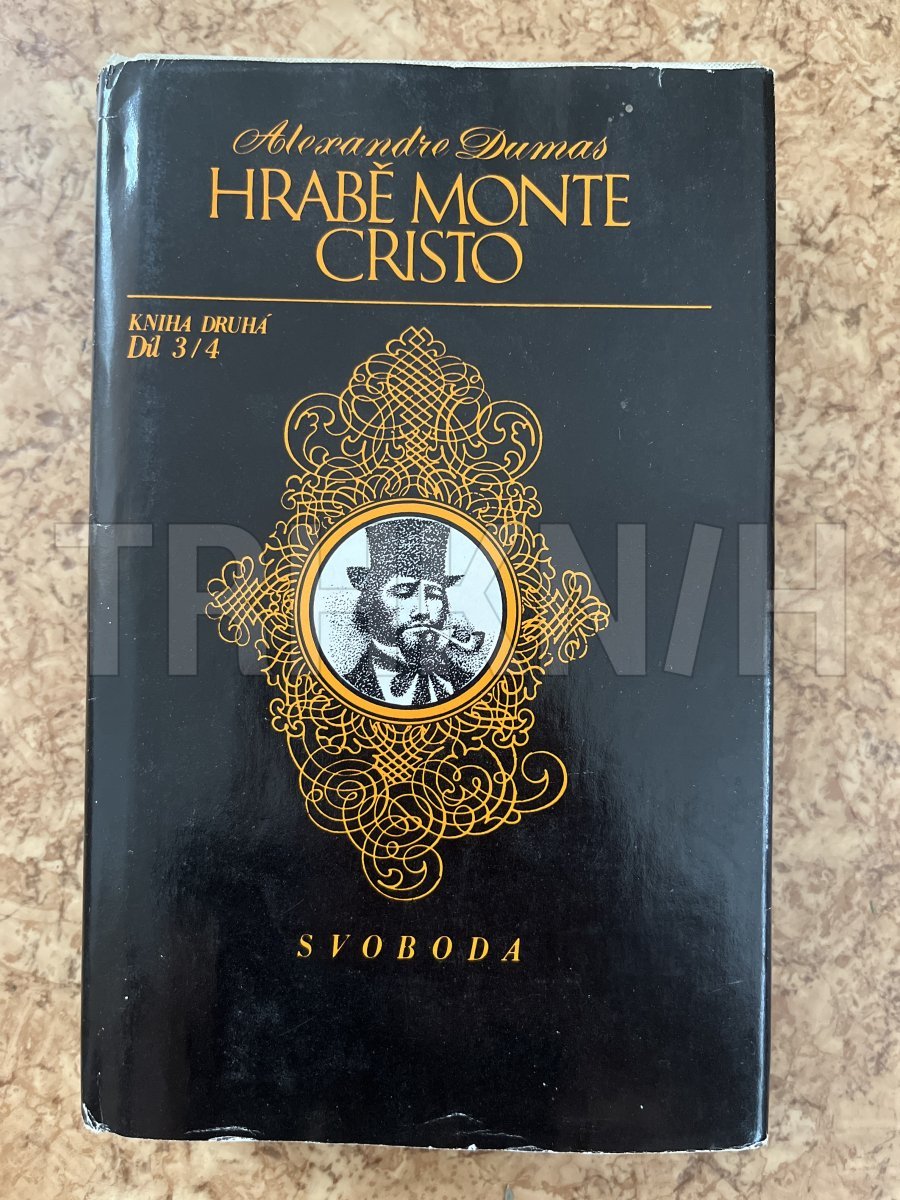 Alexandre Dumas
HRABĚ MONTE
CRISTO
KNIHA DRUHÁ
Díl 3/4
SVOBODA